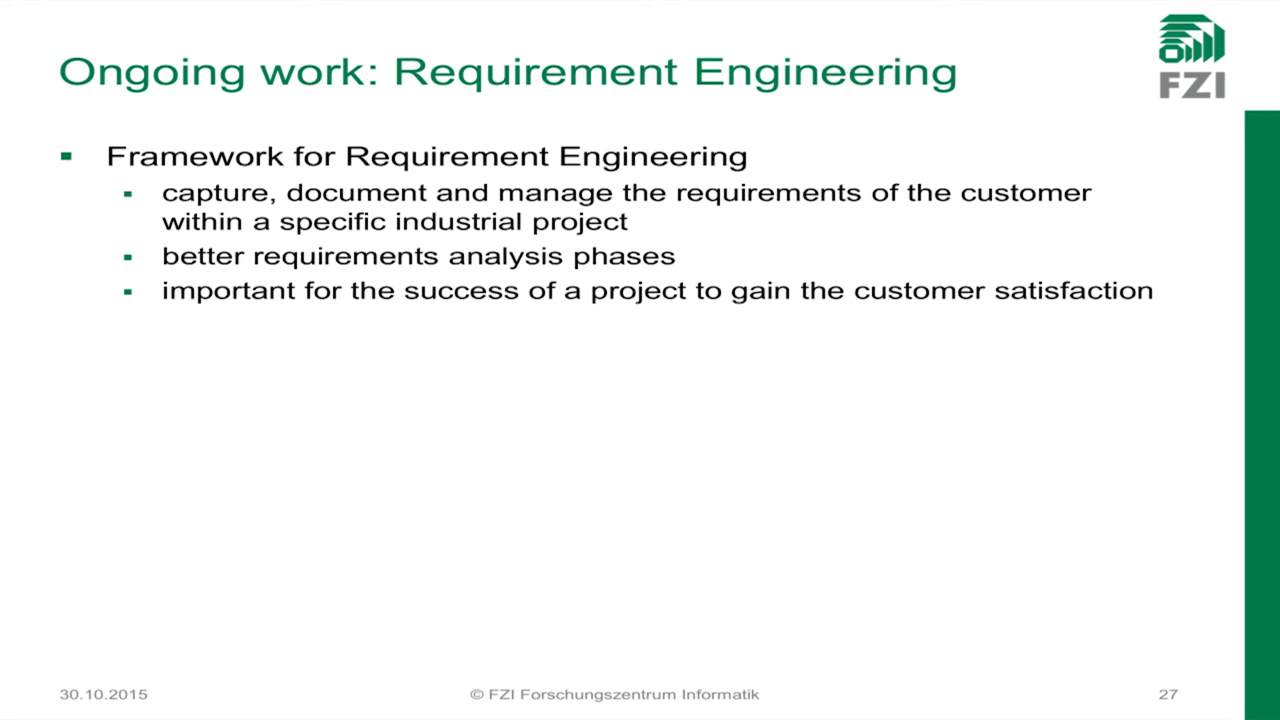 Ongoing work: Requirement Engineering
FZI
Framework for Requirement Engineering
capture, document and manage the requirements of the customer
within a specific industrial project
better requirements analysis phases
important for the success of a project to gain the customer satisfaction
30.10.2015
© FZI Forschungszentrum Informatik
27